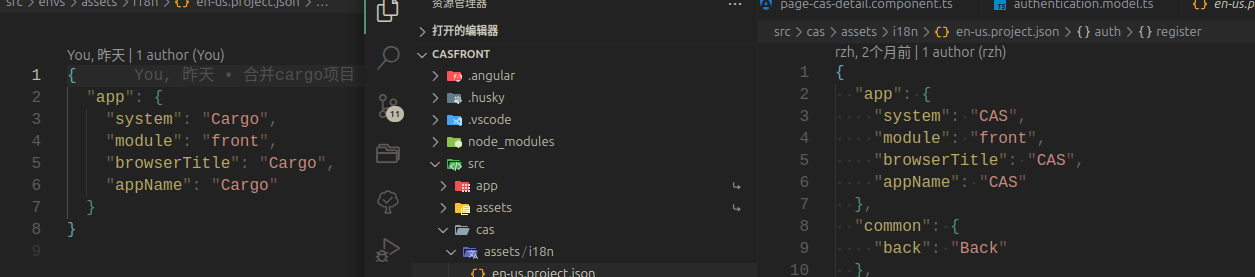 src › envs › assets › i18n › {} en-us.project.json › ...
You, 昨天 | 1 author (You)
1 { You, 昨天 • 合并cargo项目
2 "app": {
3 "system": "Cargo",
4 "module": "front",
5 "browserTitle": "Cargo",
6 "appName": "Cargo"
7 }
8 }
9
11
资源管理器
打开的编辑器
CASFRONT
.angular
.husky
.vscode
node_modules
src
app
assets
cas
assets/i18n
{} en-us.project.json
page-cas-detail.component.ts
TS authentication.model.ts
{} en-us.p
src › cas › assets › i18n › {} en-us.project.json › {} auth › {} register
rzh, 2个月前 | 1 author (rzh)
1 {
2 "app": {
3 "system": "CAS",
4 "module": "front",
5 "browserTitle": "CAS",
6 "appName": "CAS"
7 },
8 "common": {
9 "back": "Back"
10 },